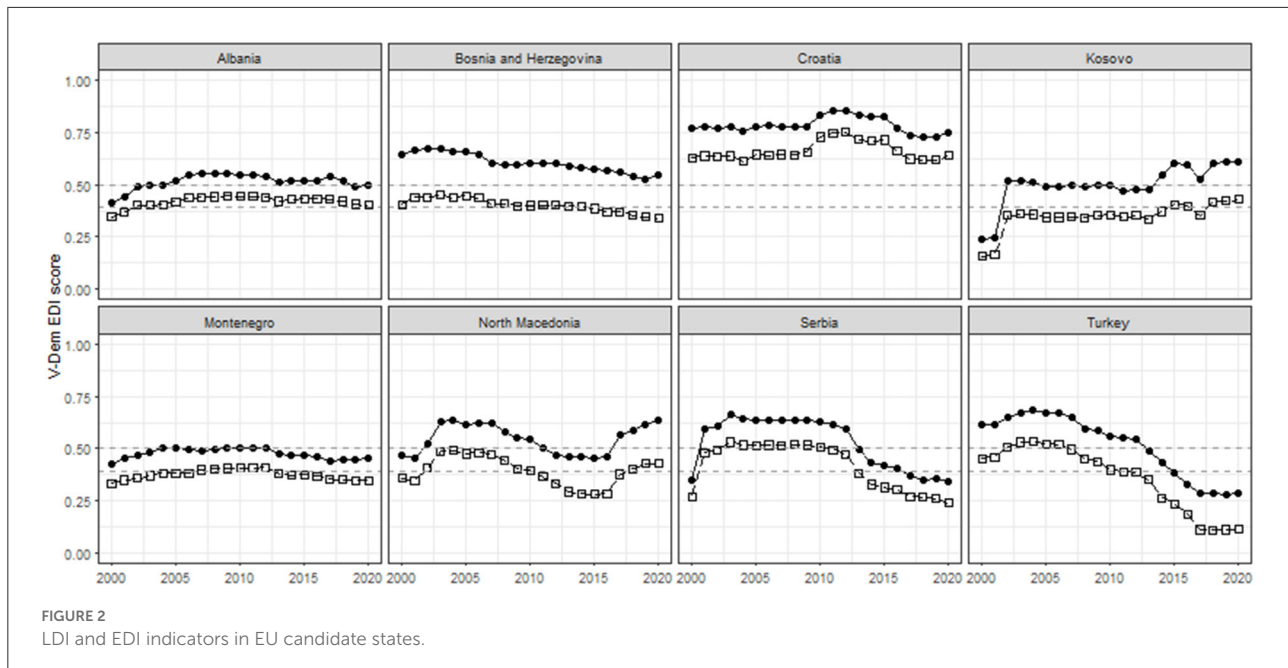 Albania
Bosnia and Herzegovina
Croatia
Kosovo
1.00
0.75
0.50
0.25
0.00
Montenegro
North Macedonia
Serbia
Turkey
V-Dem EDI score
1.00
0.75
0.50
0.25
0.00
2000 2005 2010 2015 2020
2000 2005 2010 2015 2020
2000 2005 2010 2015 2020
2000 2005 2010 2015 2020
FIGURE 2
LDI and EDI indicators in EU candidate states.